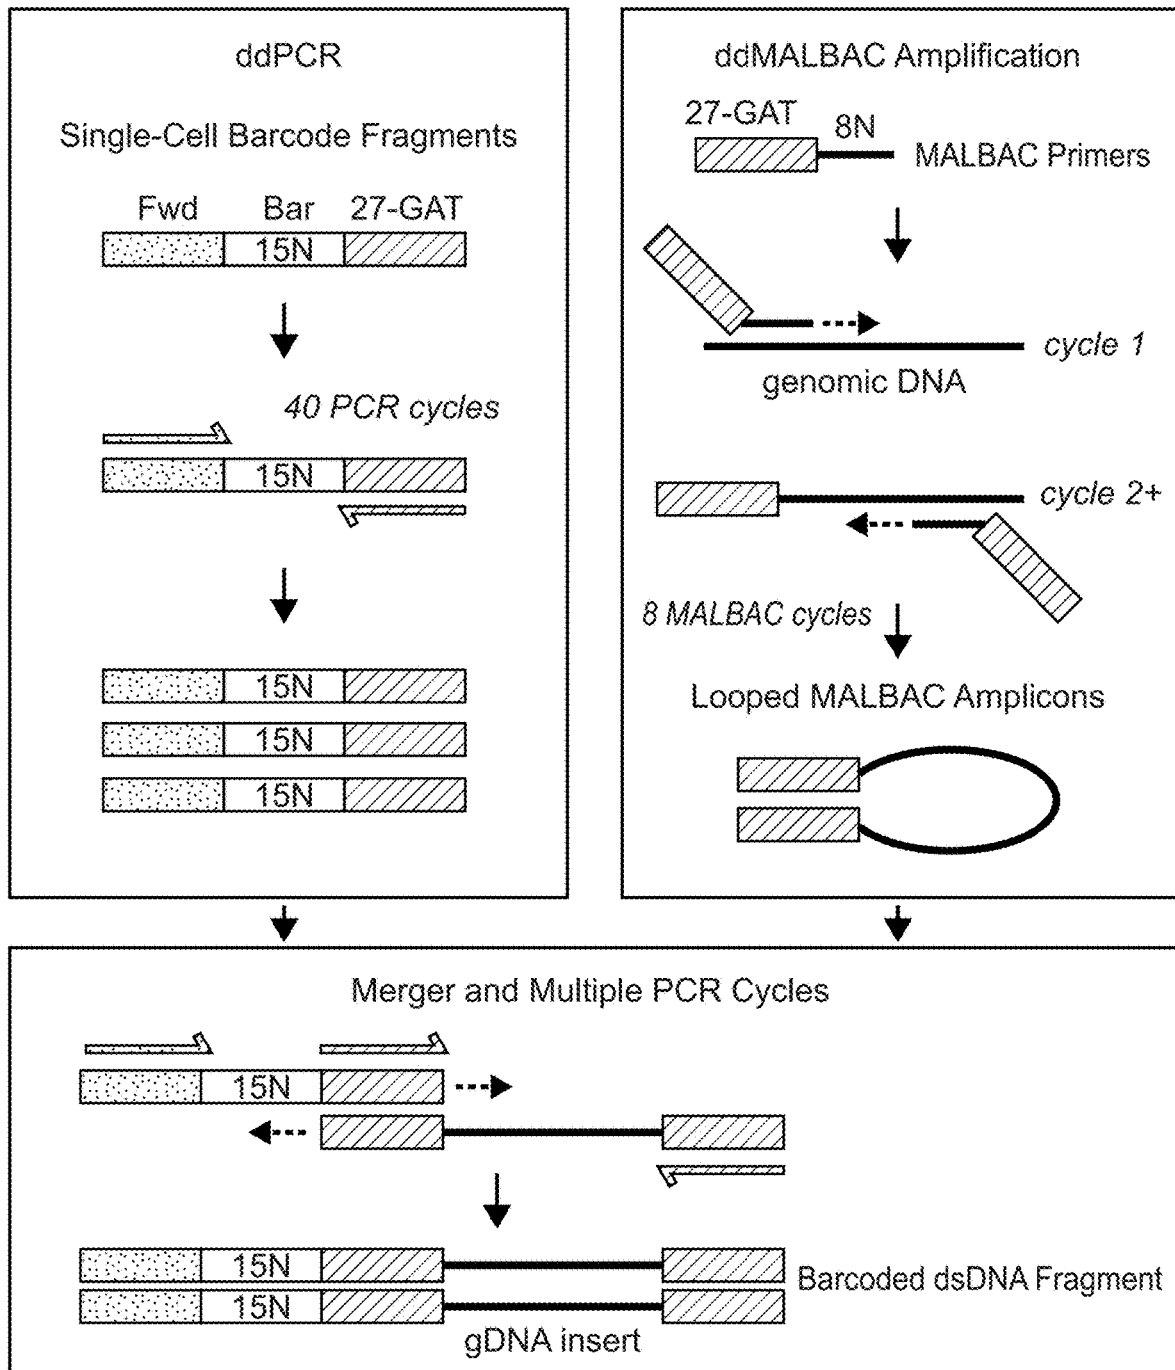 ddPCR
Single-Cell Barcode Fragments
Fwd Bar 27-GAT
15N
40 PCR cycles
15N
15N
15N
15N
ddMALBAC Amplification
27-GAT
8N
MALBAC Primers
cycle 1
genomic DNA
cycle 2+
8 MALBAC cycles
Looped MALBAC Amplicons
Merger and Multiple PCR Cycles
15N
15N
15N
Barcoded dsDNA Fragment
gDNA insert